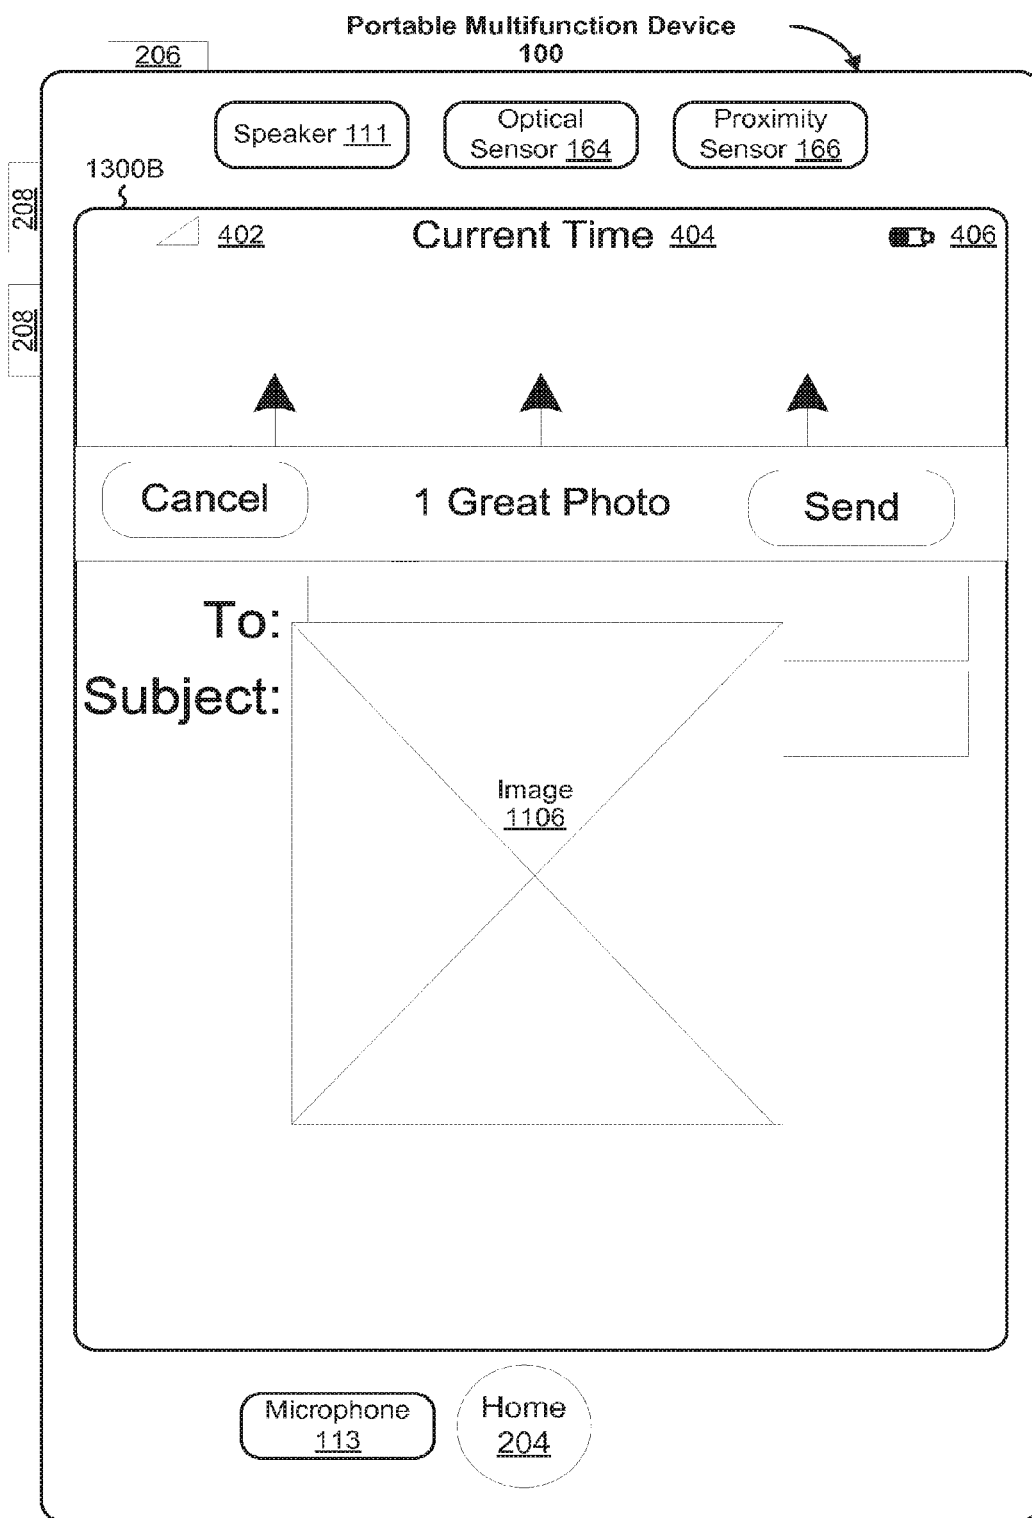 Portable Multifunction Device
100
206
Speaker 111
Optical
Sensor 164
Proximity
Sensor 166
1300B
208
208
402
Current Time 404
406
Cancel
1 Great Photo
Send
To:
Subject:
Image
1106
Microphone
113
Home
204